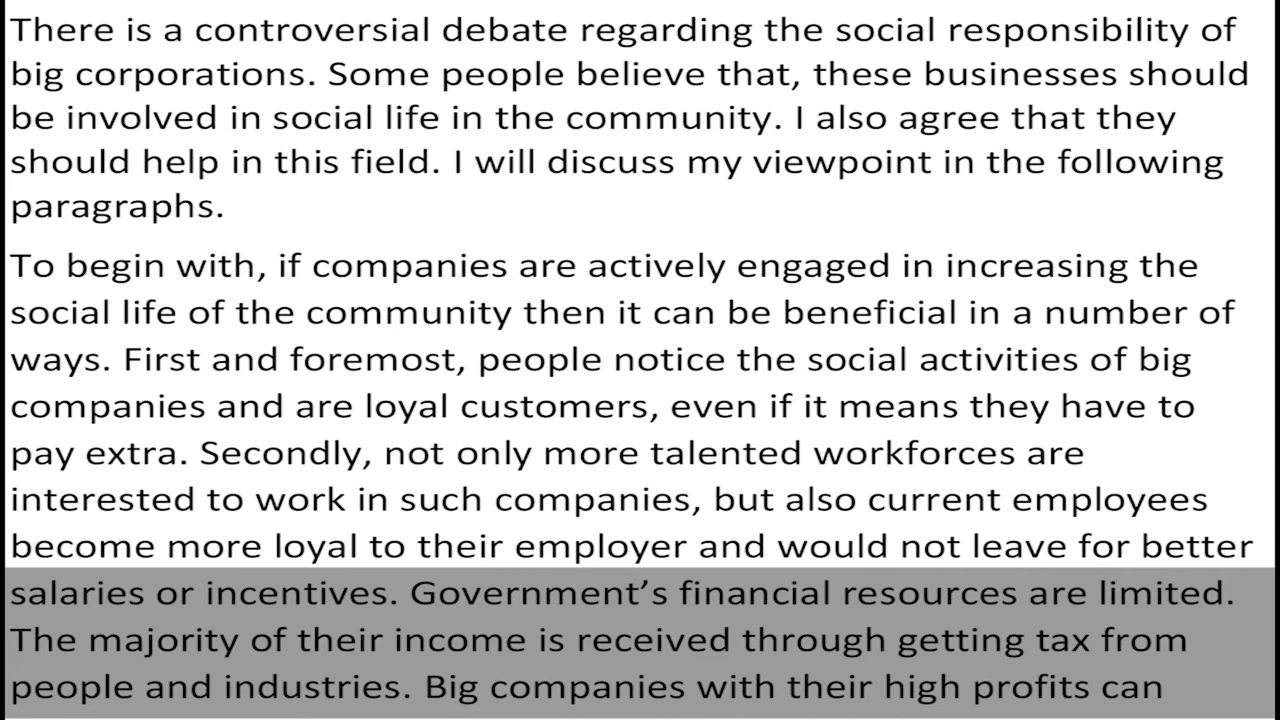 There is a controversial debate regarding the social responsibility of
big corporations. Some people believe that, these businesses should
be involved in social life in the community. I also agree that they
should help in this field. I will discuss my viewpoint in the following
paragraphs.
To begin with, if companies are actively engaged in increasing the
social life of the community then it can be beneficial in a number of
ways. First and foremost, people notice the social activities of big
companies and are loyal customers, even if it means they have to
pay extra. Secondly, not only more talented workforces are
interested to work in such companies, but also current employees
become more loyal to their employer and would not leave for better
salaries or incentives. Government’s financial resources are limited.
The majority of their income is received through getting tax from
people and industries. Big companies with their high profits can